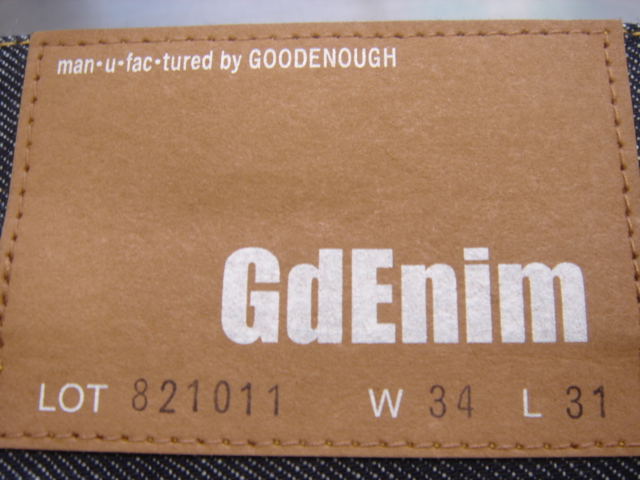 man•u•fac•tured by GOODENOUGH
GdEnim
LOT 821011 W 34 L 31